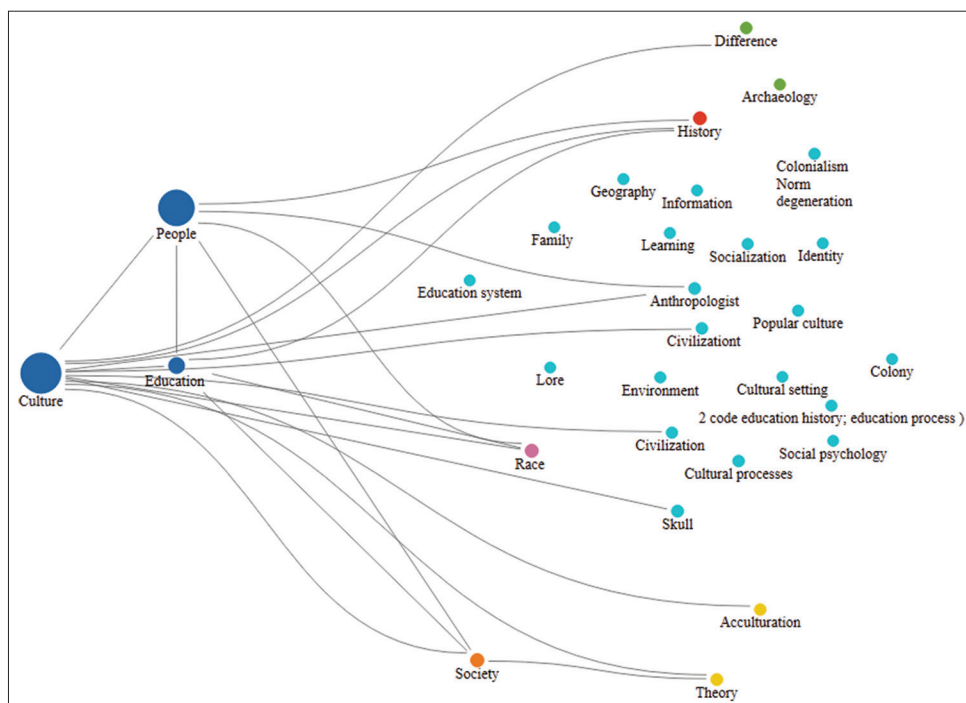 Difference
Archaeology
History
Colonialism
Norm
degeneration
Geography
Information
People
Family
Learning
Socialization
Identity
Education system
Anthropologist
Popular culture
Civilizationt
Culture
Education
Lore
Environment
Cultural setting
Colony
2 code education history; education process )
Race
Civilization
Social psychology
Cultural processes
Skull
Acculturation
Society
Theory